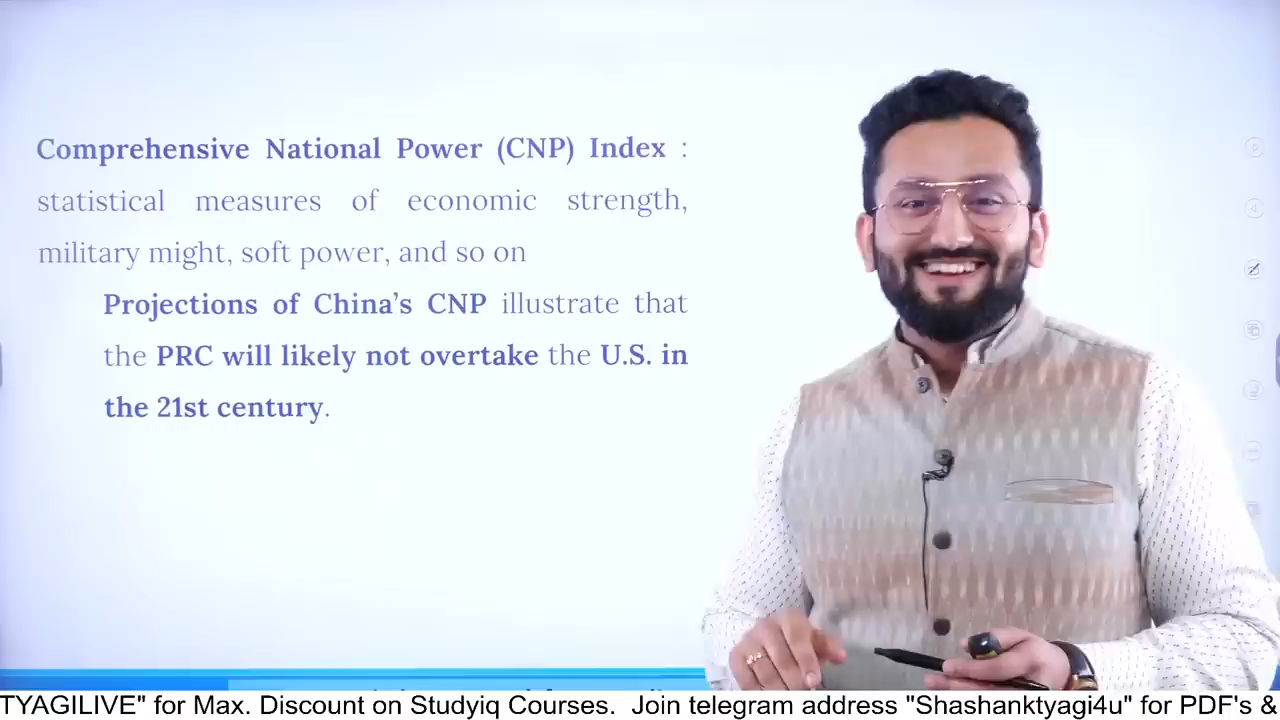 Comprehensive National Power (CNP) Index :
statistical measures of economic strength,
military might, soft power, and so on
Projections of China's CNP illustrate that
the PRC will likely not overtake the U.S. in
the 21st century.
TYAGILIVE" for Max. Discount on Studyiq Courses. Join telegram address "Shashanktyagi4u" for PDF's &